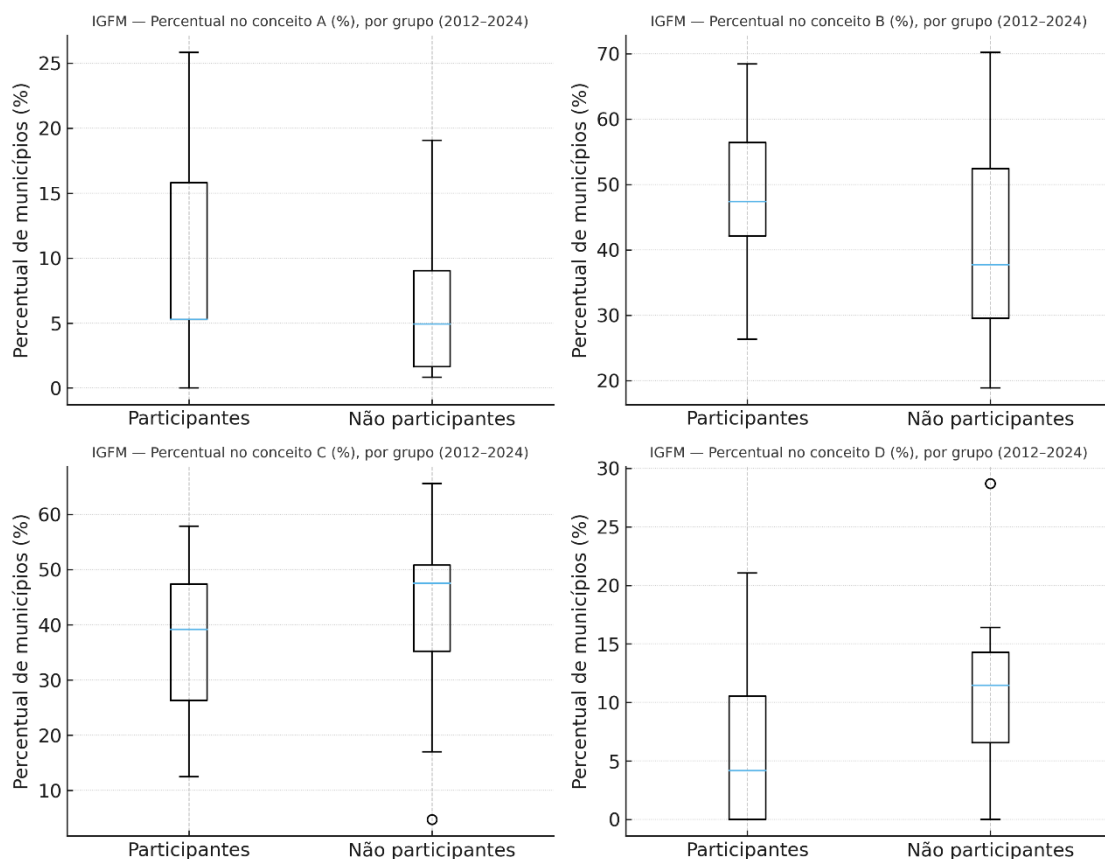 IGFM — Percentual no conceito A (%), por grupo (2012–2024)
Percentual de municípios (%)
25
20
15
10
5
0
Participantes
Não participantes
IGFM — Percentual no conceito B (%), por grupo (2012–2024)
Percentual de municípios (%)
70
60
50
40
30
20
Participantes
Não participantes
IGFM — Percentual no conceito C (%), por grupo (2012–2024)
Percentual de municípios (%)
60
50
40
30
20
10
Participantes
Não participantes
IGFM — Percentual no conceito D (%), por grupo (2012–2024)
Percentual de municípios (%)
30
25
20
15
10
5
0
Participantes
Não participantes